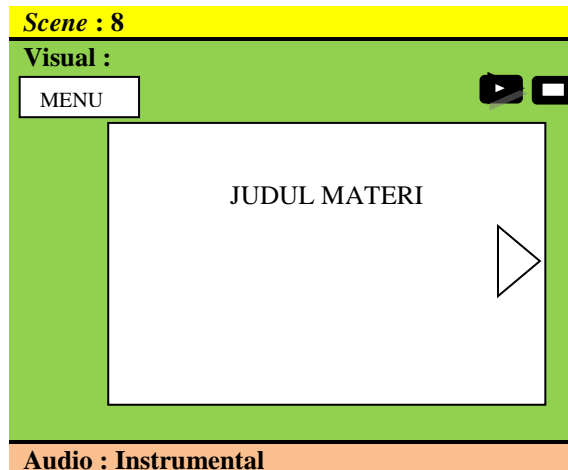 Scene : 8
Visual :
MENU
JUDUL MATERI
Audio : Instrumental